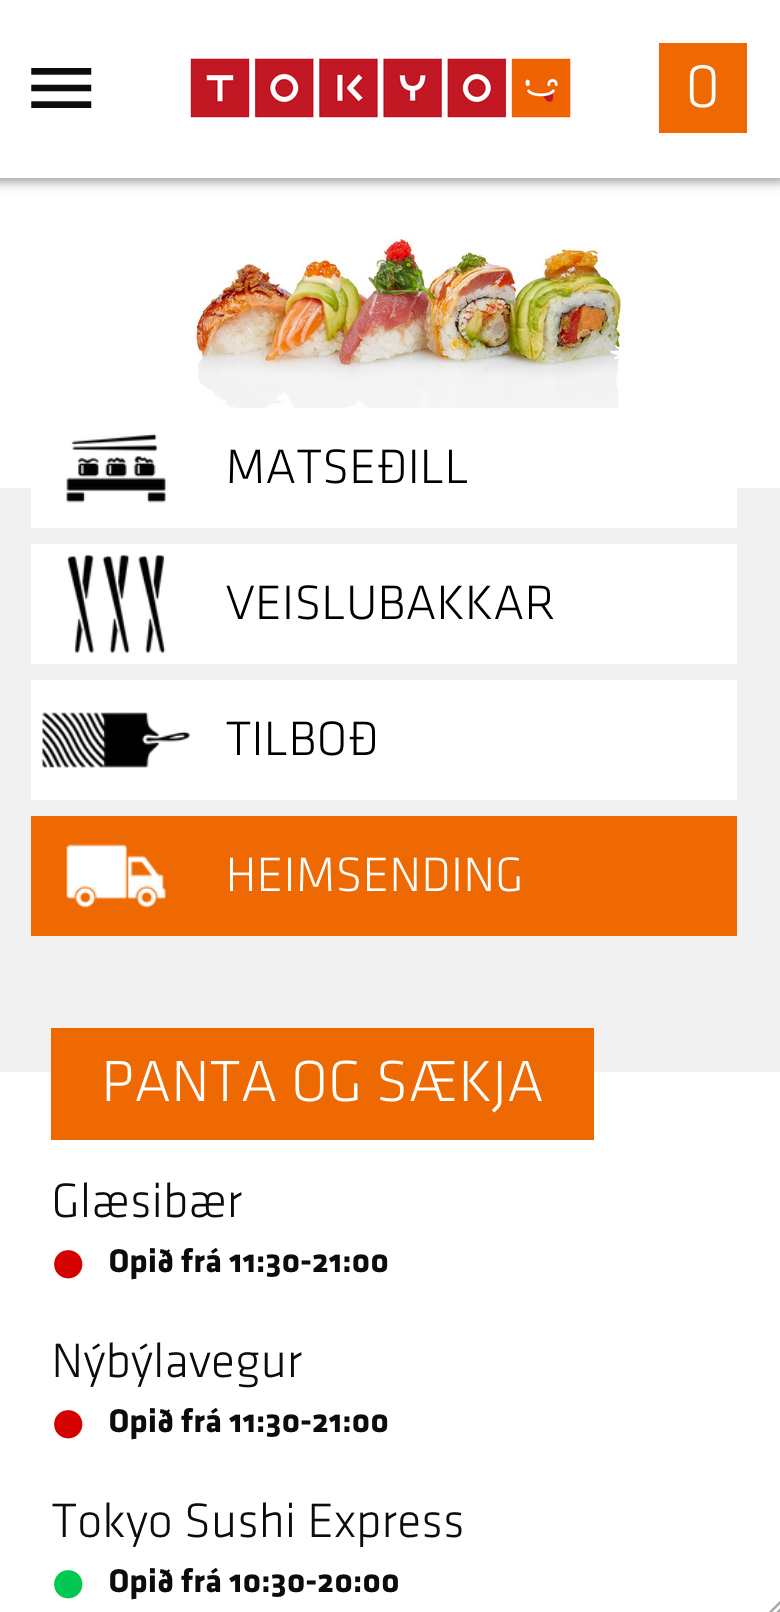 TOKYO
0
MATSEÐILL
VEISLUBAKKAR
TILBOÐ
HEIMSENDING
PANTA OG SÆKJA
Glæsibær
Opið frá 11:30-21:00
Nýbýlavegur
Opið frá 11:30-21:00
Tokyo Sushi Express
Opið frá 10:30-20:00